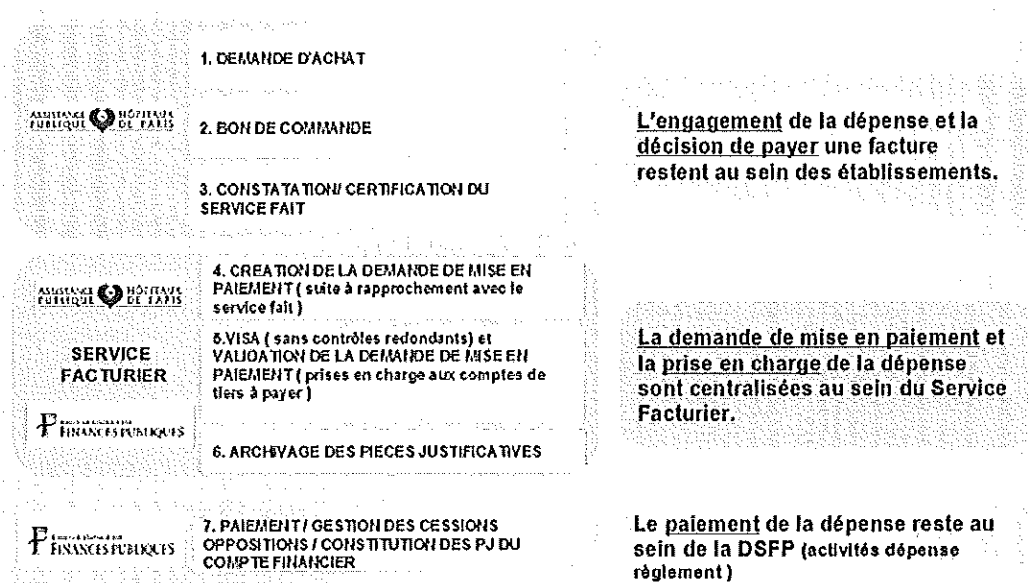 1. DEMANDE D'ACHAT
ASSISTANCE HÔPITAUX
PUBLIQUE DE PARIS
2. BON DE COMMANDE
3. CONSTATATION/ CERTIFICATION DU
SERVICE FAIT
L'engagement de la dépense et la
décision de payer une facture
restent au sein des établissements.
ASSISTANCE HÔPITAUX
PUBLIQUE DE PARIS
SERVICE
FACTURIER
FINANCES PUBLIQUES
4. CREATION DE LA DEMANDE DE MISE EN
PAIEMENT ( suite à rapprochement avec le
service fait )
5.VISA ( sans contrôles redondants) et
VALIDATION DE LA DEMANDE DE MISE EN
PAIEMENT ( prises en charge aux comptes de
tiers à payer )
6. ARCHIVAGE DES PIECES JUSTIFICATIVES
La demande de mise en paiement et
la prise en charge de la dépense
sont centralisées au sein du Service
Facturier.
FINANCES PUBLIQUES
7. PAIEMENT / GESTION DES CESSIONS
OPPOSITIONS / CONSTITUTION DES PJ DU
COMPTE FINANCIER
Le paiement de la dépense reste au
sein de la DSFP (activités dépense
règlement )